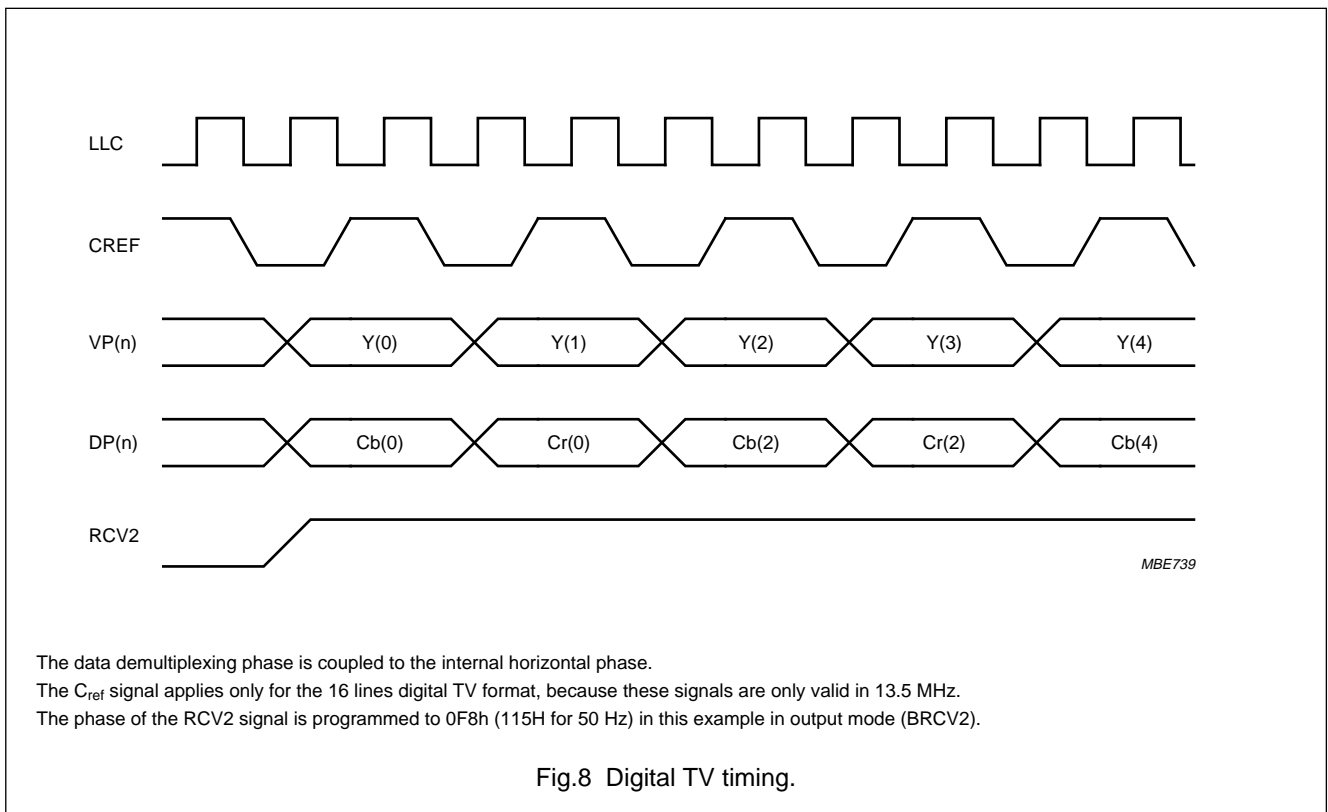 LLC
CREF
VP(n) Y(0) Y(1) Y(2) Y(3) Y(4)
DP(n) Cb(0) Cr(0) Cb(2) Cr(2) Cb(4)
RCV2
MBE739
The data demultiplexing phase is coupled to the internal horizontal phase.
The Cref signal applies only for the 16 lines digital TV format, because these signals are only valid in 13.5 MHz.
The phase of the RCV2 signal is programmed to 0F8h (115H for 50 Hz) in this example in output mode (BRCV2).
Fig.8 Digital TV timing.